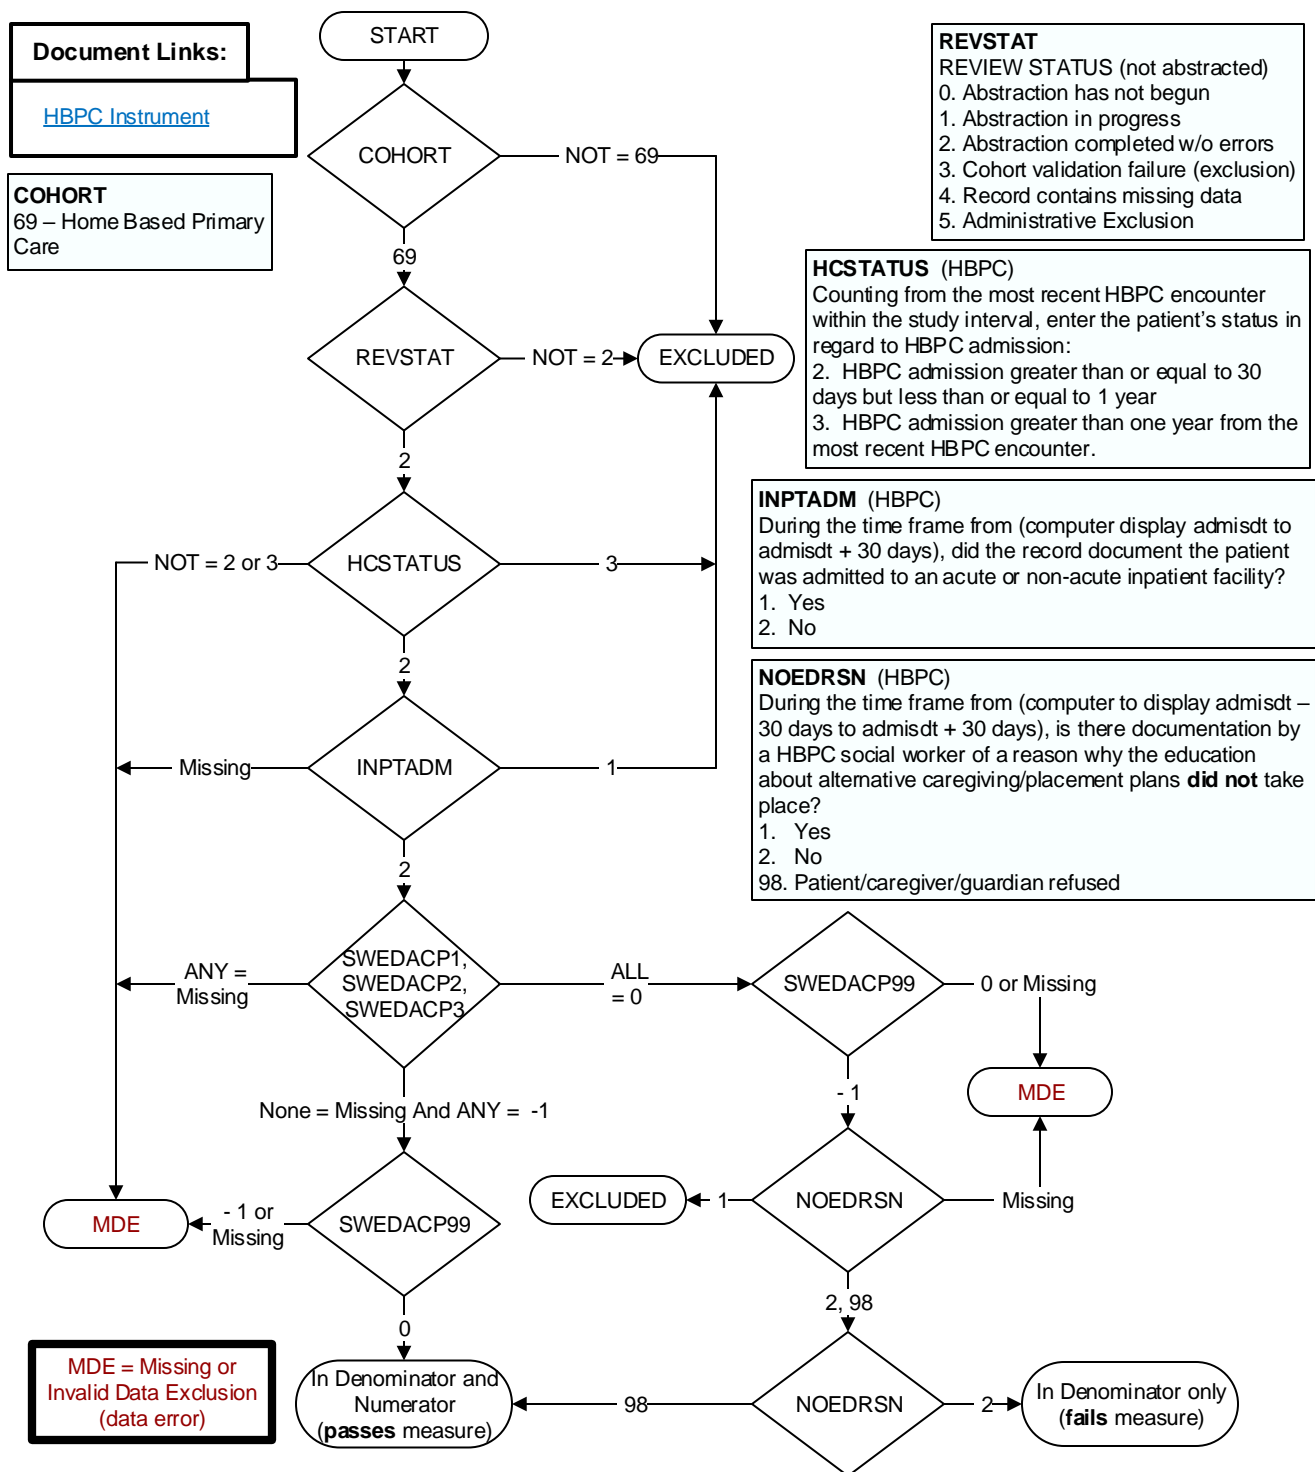 Document Links:
HBPC Instrument
COHORT
69 – Home Based Primary
Care
START
COHORT
NOT = 69
69
REVSTAT
NOT = 2
EXCLUDED
2
HCSTATUS
NOT = 2 or 3
3
2
INPTADM
Missing
1
2
SWEDACP1,
SWEDACP2,
SWEDACP3
ANY =
Missing
ALL
= 0
SWEDACP99
0 or Missing
MDE
- 1
None = Missing And ANY = -1
NOEDRSN
EXCLUDED
1
Missing
SWEDACP99
- 1 or
Missing
MDE
0
2, 98
In Denominator and
Numerator
(passes measure)
98
NOEDRSN
2
In Denominator only
(fails measure)
MDE = Missing or
Invalid Data Exclusion
(data error)
REVSTAT
REVIEW STATUS (not abstracted)
0. Abstraction has not begun
1. Abstraction in progress
2. Abstraction completed w/o errors
3. Cohort validation failure (exclusion)
4. Record contains missing data
5. Administrative Exclusion
HCSTATUS (HBPC)
Counting from the most recent HBPC encounter
within the study interval, enter the patient’s status in
regard to HBPC admission:
2. HBPC admission greater than or equal to 30
days but less than or equal to 1 year
3. HBPC admission greater than one year from the
most recent HBPC encounter.
INPTADM (HBPC)
During the time frame from (computer display admisdt to
admisdt + 30 days), did the record document the patient
was admitted to an acute or non-acute inpatient facility?
1. Yes
2. No
NOEDRSN (HBPC)
During the time frame from (computer to display admisdt –
30 days to admisdt + 30 days), is there documentation by
a HBPC social worker of a reason why the education
about alternative caregiving/placement plans did not take
place?
1. Yes
2. No
98. Patient/caregiver/guardian refused